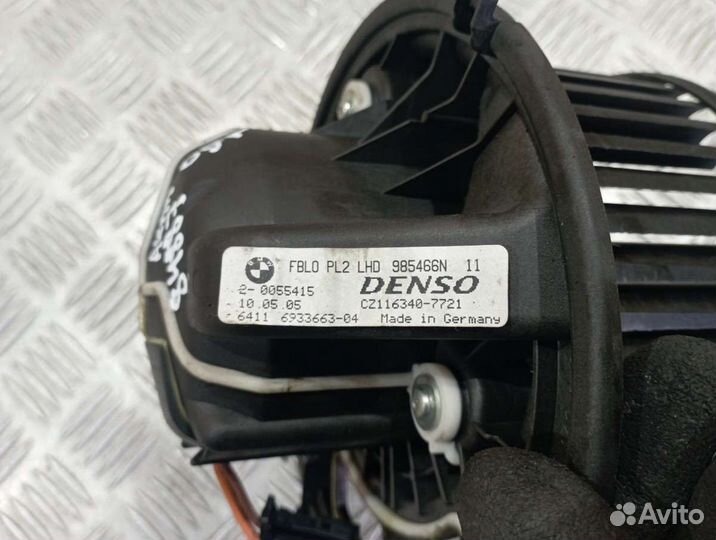 FBL0 PL2 LHD 985466N 11
2-0055415 DENSO
10.05.05 CZ116340-7721
6411 6933663-04 Made in Germany
Avito